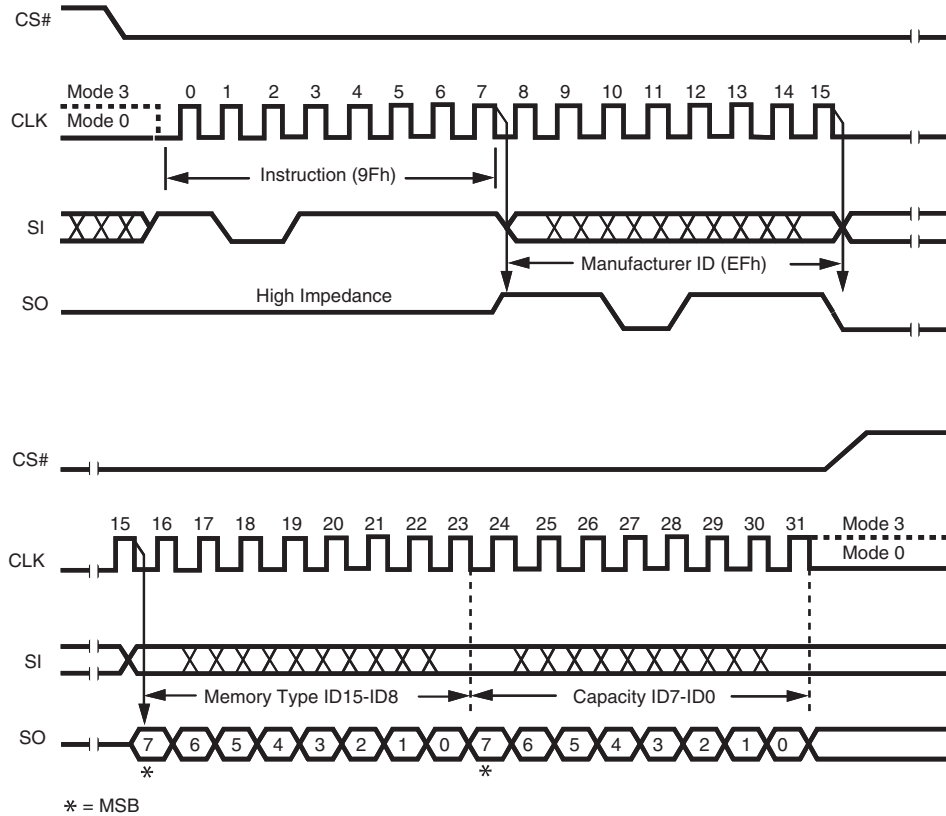 CS#
Mode 3
0 1 2 3 4 5 6 7 8 9 10 11 12 13 14 15
CLK
Mode 0
Instruction (9Fh)
SI
Manufacturer ID (EFh)
High Impedance
SO
CS#
15 16 17 18 19 20 21 22 23 24 25 26 27 28 29 30 31
Mode 3
CLK
Mode 0
SI
Memory Type ID15-ID8
Capacity ID7-ID0
SO
7 6 5 4 3 2 1 0 7 6 5 4 3 2 1 0
* *
* = MSB